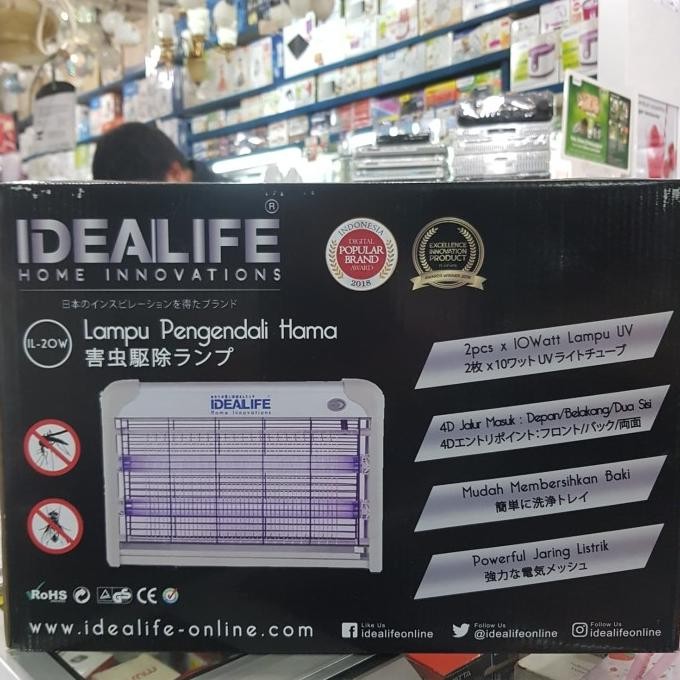 IDEALIFE ®
HOME INNOVATIONS
日本のインスピレーションを得たブランド
IL-20W
Lampu Pengendali Hama
害虫駆除ランプ
INDONESIA
DIGITAL
POPULAR
BRAND
AWARD
2018
EXCELLENCE
INNOVATION
PRODUCT
2pcs x 10Watt Lampu UV
2枚 x 10ワット UVライトチューブ
4D Jalur Masuk : Depan/Belakang/Dua Sisi
4Dエントリポイント:フロント/バック/両面
Mudah Membersihkan Baki
簡単に洗浄トレイ
Powerful Jaring Listrik
強力な電気メッシュ
IDEALIFE
Home Innovations
RoHS
GS
CE
www.idealife-online.com
Like Us
idealifeonline
Follow Us
@idealifeonline
Follow Us
idealifeonline